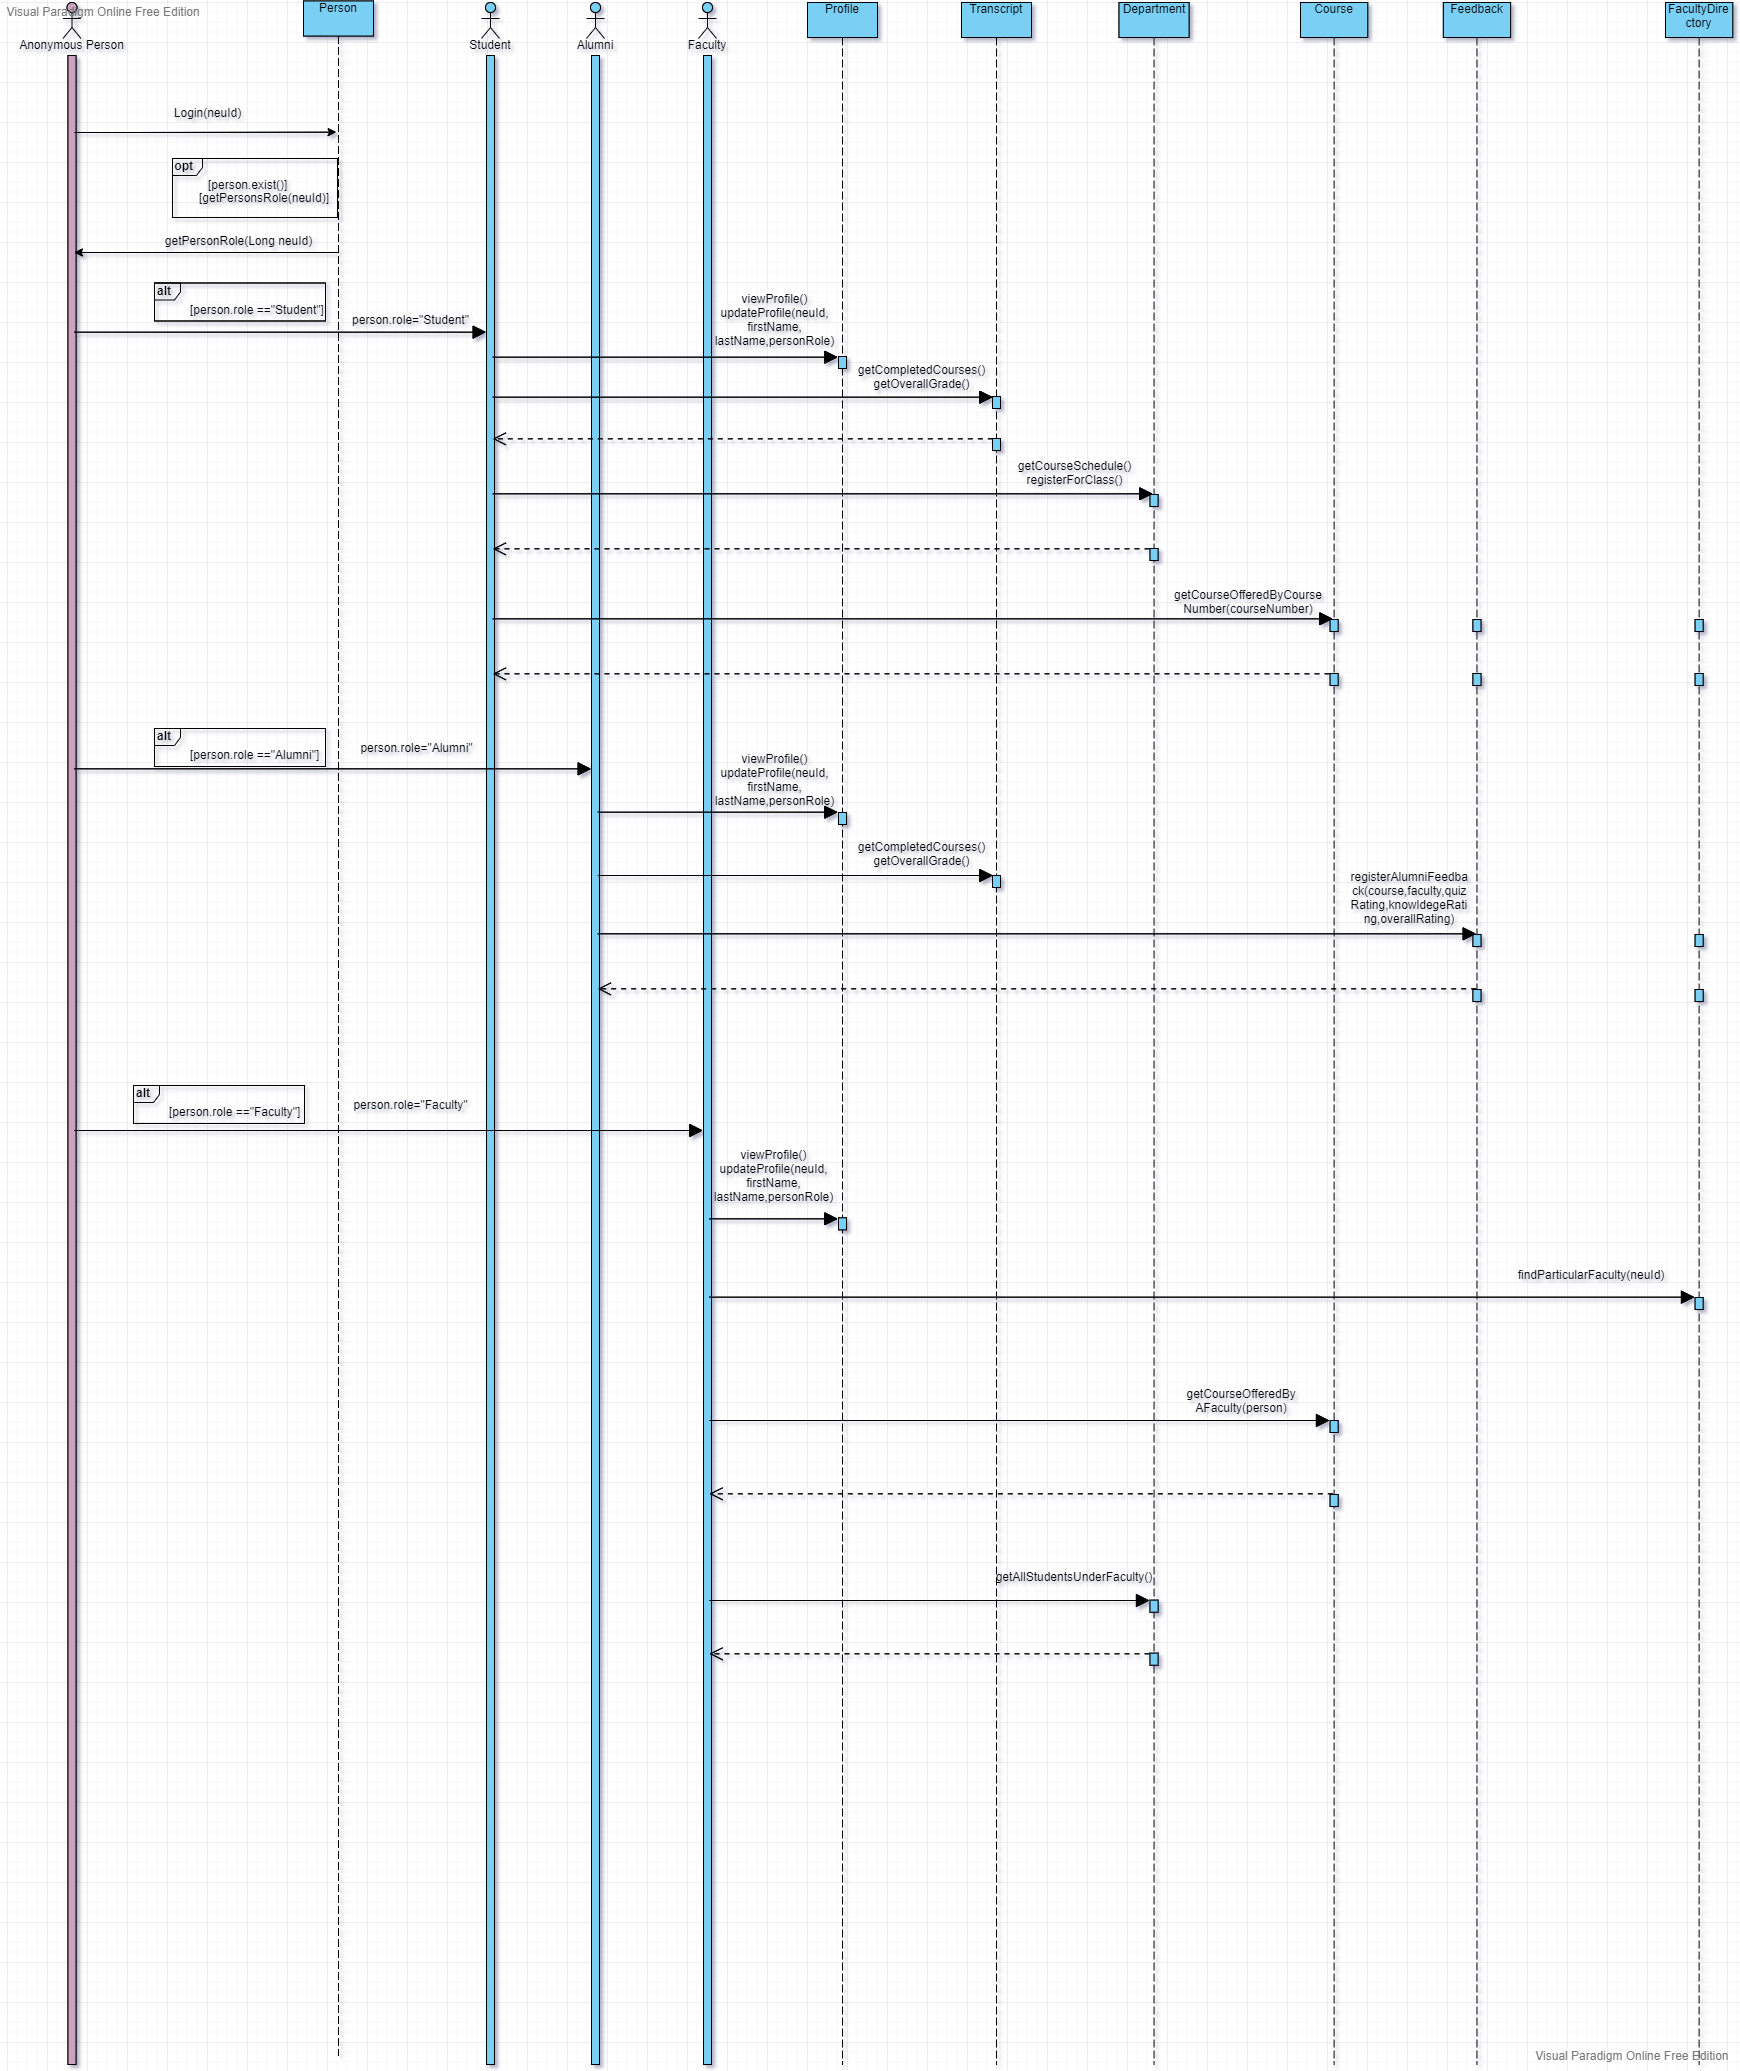 Visual Paradigm Online Free Edition
Anonymous Person
Person
Student
Alumni
Faculty
Profile
Transcript
Department
Course
Feedback
FacultyDire
ctory
Login(neuId)
opt
[person.exist()]
[getPersonsRole(neuId)]
getPersonRole(Long neuId)
alt
[person.role =="Student"]
person.role="Student"
viewProfile()
updateProfile(neuId,
firstName,
lastName,personRole)
getCompletedCourses()
getOverallGrade()
getCourseSchedule()
registerForClass()
getCourseOfferedByCourse
Number(courseNumber)
alt
[person.role =="Alumni"]
person.role="Alumni"
viewProfile()
updateProfile(neuId,
firstName,
lastName,personRole)
getCompletedCourses()
getOverallGrade()
registerAlumniFeedba
ck(course,faculty,quiz
Rating,knowldegeRati
ng,overallRating)
alt
[person.role =="Faculty"]
person.role="Faculty"
viewProfile()
updateProfile(neuId,
firstName,
lastName,personRole)
findParticularFaculty(neuId)
getCourseOfferedBy
AFaculty(person)
getAllStudentsUnderFaculty()
Visual Paradigm Online Free Edition